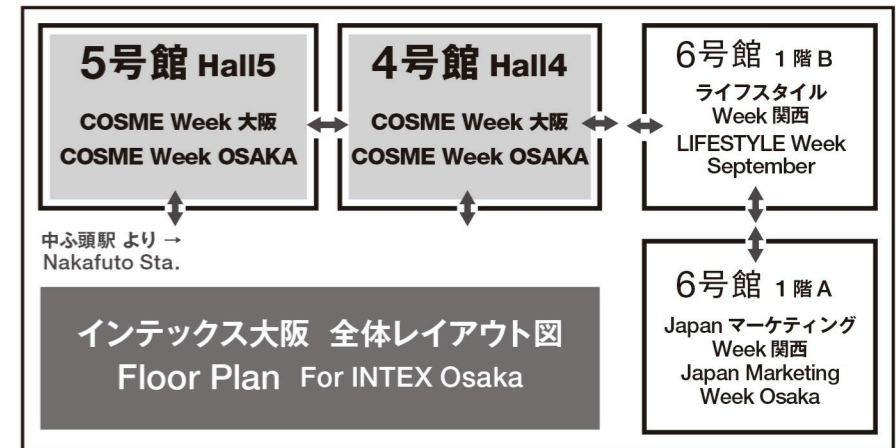 5号館 Hall5
COSME Week 大阪
COSME Week OSAKA
4号館 Hall4
COSME Week 大阪
COSME Week OSAKA
6号館 1階B
ライフスタイル
Week 関西
LIFESTYLE Week
September
中ふ頭駅 より →
Nakafuto Sta.
インテックス大阪 全体レイアウト図
Floor Plan For INTEX Osaka
6号館 1階A
Japan マーケティング
Week 関西
Japan Marketing
Week Osaka